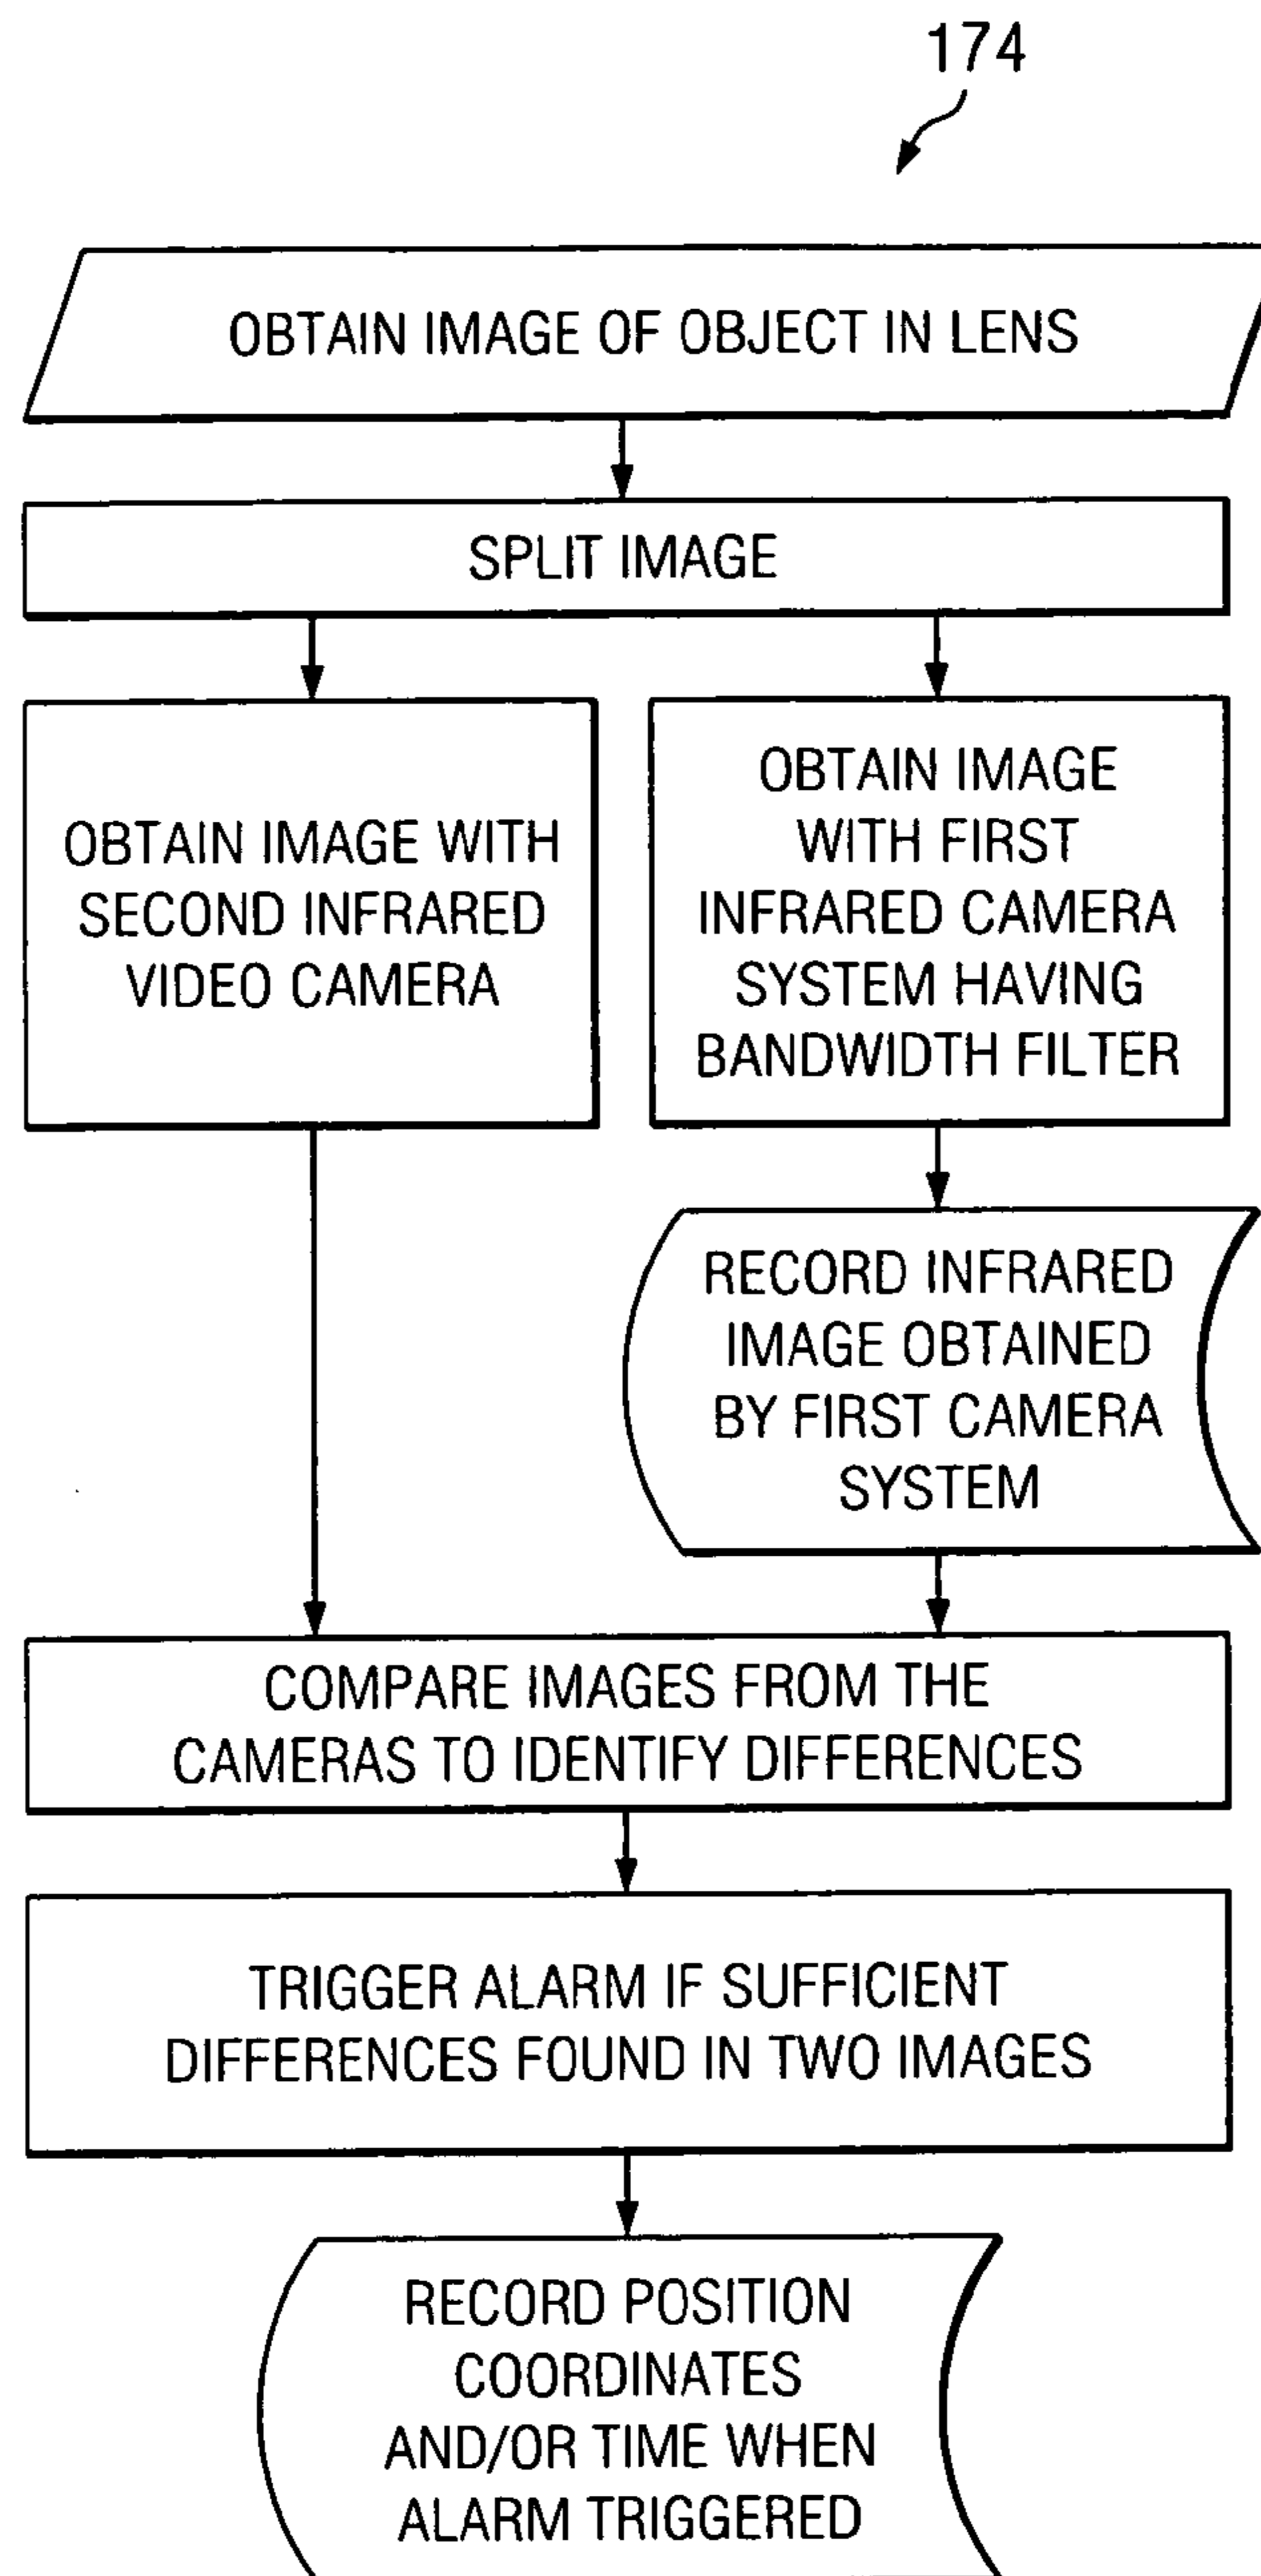 174
OBTAIN IMAGE OF OBJECT IN LENS
SPLIT IMAGE
OBTAIN IMAGE WITH
SECOND INFRARED
VIDEO CAMERA
OBTAIN IMAGE
WITH FIRST
INFRARED CAMERA
SYSTEM HAVING
BANDWIDTH FILTER
RECORD INFRARED
IMAGE OBTAINED
BY FIRST CAMERA
SYSTEM
COMPARE IMAGES FROM THE
CAMERAS TO IDENTIFY DIFFERENCES
TRIGGER ALARM IF SUFFICIENT
DIFFERENCES FOUND IN TWO IMAGES
RECORD POSITION
COORDINATES
AND/OR TIME WHEN
ALARM TRIGGERED